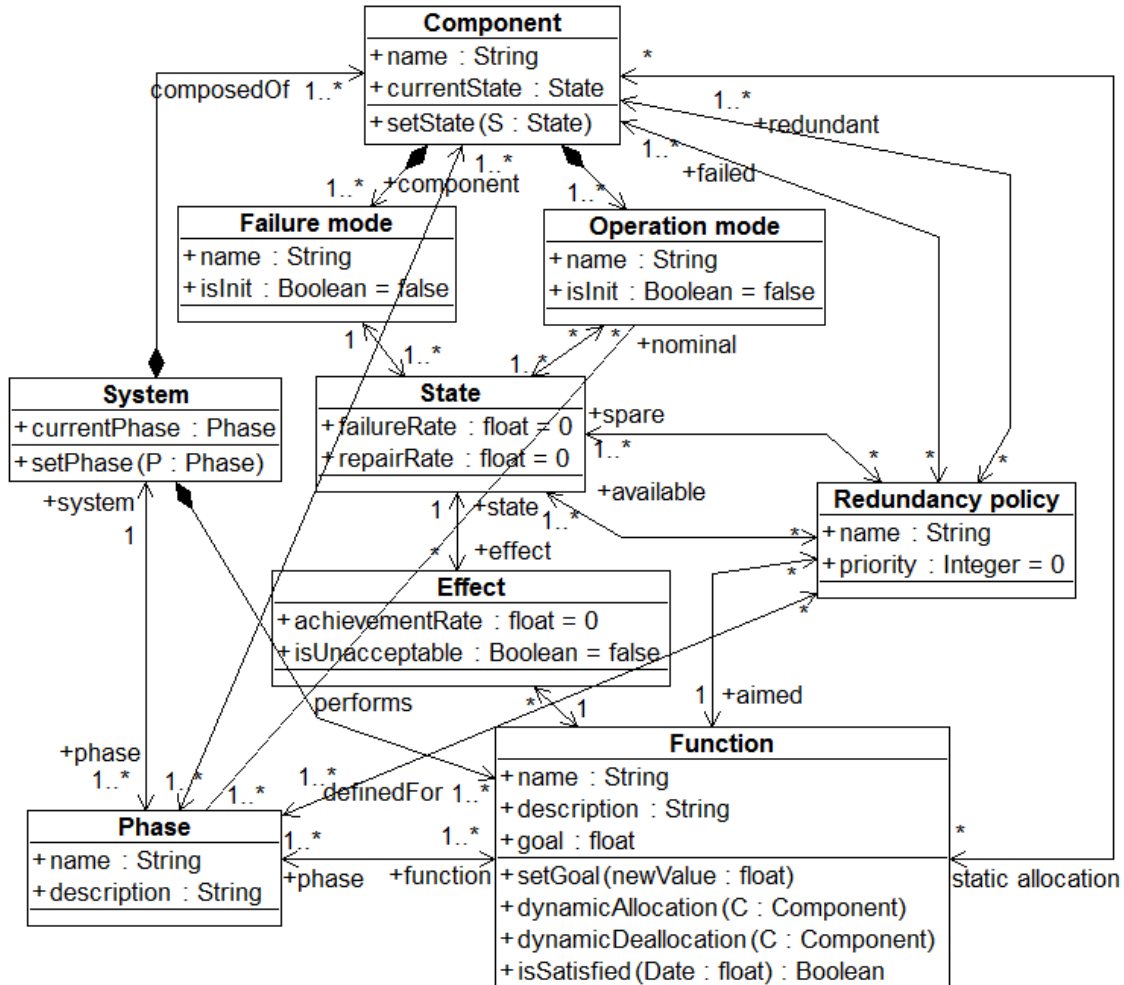 Component
+ name : String
+ currentState : State
+ setState (S : State)
composedOf 1..*
*
1..*
+redundant
1..*
+failed
1..*
+component
1..*
1..*
Failure mode
+ name : String
+ isInit : Boolean = false
Operation mode
+ name : String
+ isInit : Boolean = false
1
1..*
*
*
+nominal
1..*
System
+ currentPhase : Phase
+ setPhase (P : Phase)
State
+ failureRate : float = 0
+ repairRate : float = 0
+spare
1..*
*
*
*
+system
1
1
+state
+available
1..*
*
Redundancy policy
+ name : String
+ priority : Integer = 0
*
+effect
*
*
Effect
+ achievementRate : float = 0
+ isUnacceptable : Boolean = false
performs
*
1
1
+aimed
+phase
1..*
1..*
1..*
1..*
definedFor
1..*
Function
+ name : String
+ description : String
+ goal : float
+ setGoal (newValue : float)
+ dynamicAllocation (C : Component)
+ dynamicDeallocation (C : Component)
+ isSatisfied (Date : float) : Boolean
Phase
+ name : String
+ description : String
1..*
+phase
1..*
+function
*
static allocation